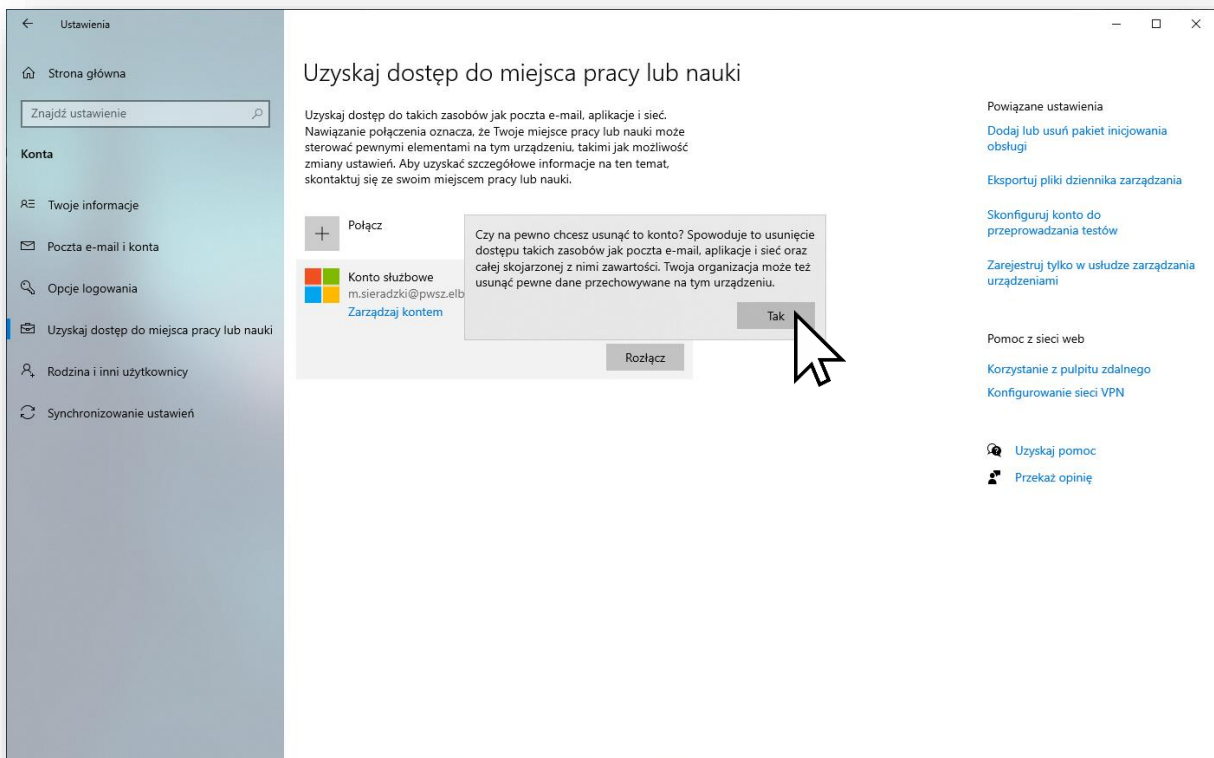 Ustawienia
Strona główna
Znajdź ustawienie
Konta
Twoje informacje
Poczta e-mail i konta
Opcje logowania
Uzyskaj dostęp do miejsca pracy lub nauki
Rodzina i inni użytkownicy
Synchronizowanie ustawień
Uzyskaj dostęp do miejsca pracy lub nauki
Uzyskaj dostęp do takich zasobów jak poczta e-mail, aplikacje i sieć.
Nawiązanie połączenia oznacza, że Twoje miejsce pracy lub nauki może
sterować pewnymi elementami na tym urządzeniu, takimi jak możliwość
zmiany ustawień. Aby uzyskać szczegółowe informacje na ten temat,
skontaktuj się ze swoim miejscem pracy lub nauki.
Połącz
Konto służbowe
m.sieradzki@pwsz.elb
Zarządzaj kontem
Czy na pewno chcesz usunąć to konto? Spowoduje to usunięcie
dostępu takich zasobów jak poczta e-mail, aplikacje i sieć oraz
całej skojarzonej z nimi zawartości. Twoja organizacja może też
usunąć pewne dane przechowywane na tym urządzeniu.
Tak
Rozłącz
Powiązane ustawienia
Dodaj lub usuń pakiet inicjowania
obsługi
Eksportuj pliki dziennika zarządzania
Skonfiguruj konto do
przeprowadzania testów
Zarejestruj tylko w usłudze zarządzania
urządzeniami
Pomoc z sieci web
Korzystanie z pulpitu zdalnego
Konfigurowanie sieci VPN
Uzyskaj pomoc
Przekaż opinię